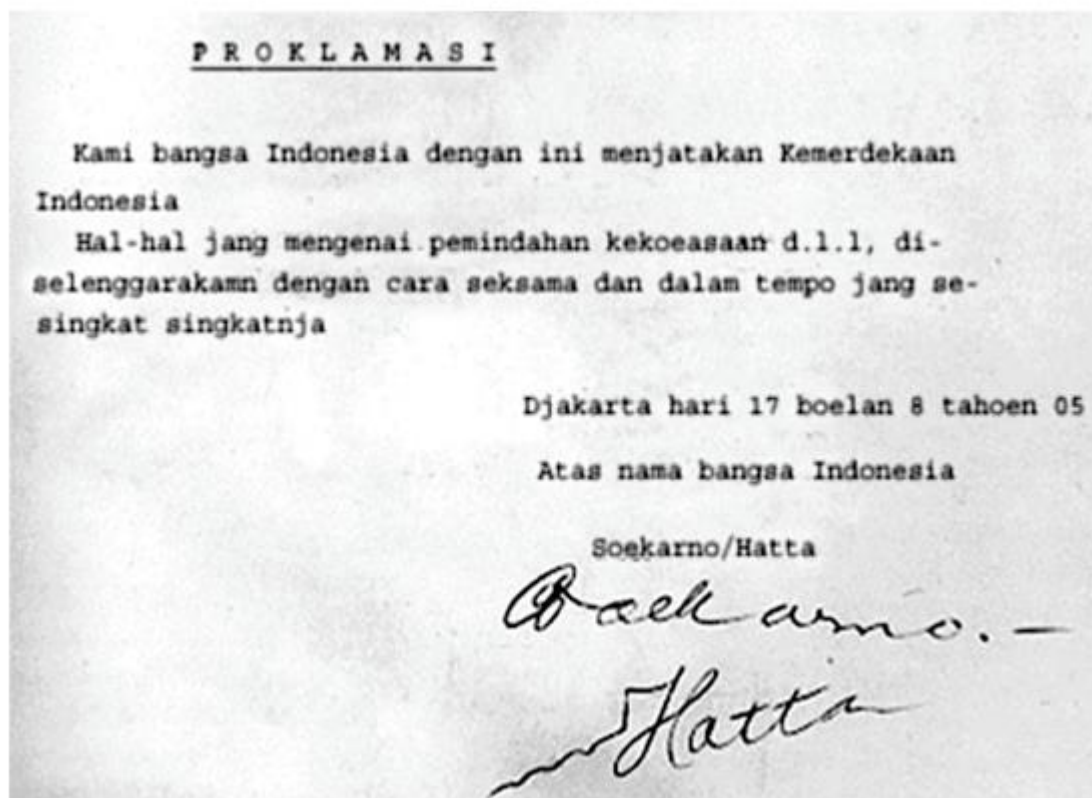 P R O K L A M A S I
Kami bangsa Indonesia dengan ini menjatakan Kemerdekaan
Indonesia
Hal-hal jang mengenai pemindahan kekoeasaan d.l.l, di-
selenggarakamn dengan cara seksama dan dalam tempo jang se-
singkat singkatnja
Djakarta hari 17 boelan 8 tahoen 05
Atas nama bangsa Indonesia
Soekarno/Hatta
Soekarno.—
Hatta